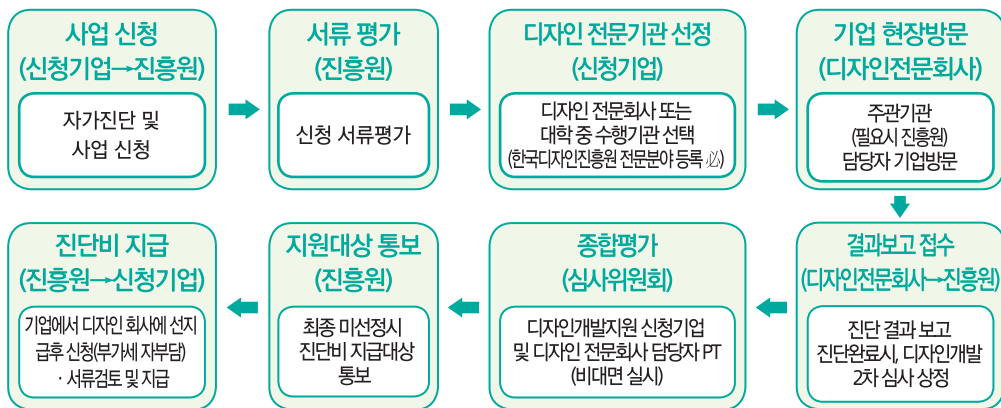 사업 신청
(신청기업→진흥원)
자가진단 및
사업 신청
서류 평가
(진흥원)
신청 서류평가
디자인 전문기관 선정
(신청기업)
디자인 전문회사 또는
대학 중 수행기관 선택
(한국디자인진흥원 전문분야 등록 必)
기업 현장방문
(디자인전문회사)
주관기관
(필요시 진흥원)
담당자 기업방문
결과보고 접수
(디자인전문회사→진흥원)
진단 결과 보고
진단완료시, 디자인개발
2차 심사 상정
종합평가
(심사위원회)
디자인개발지원 신청기업
및 디자인 전문회사 담당자 PT
(비대면 실시)
지원대상 통보
(진흥원)
최종 미선정시
진단비 지급대상
통보
진단비 지급
(진흥원→신청기업)
기업에서 디자인 회사에 선지
급후 신청(부가세 자부담)
· 서류검토 및 지급